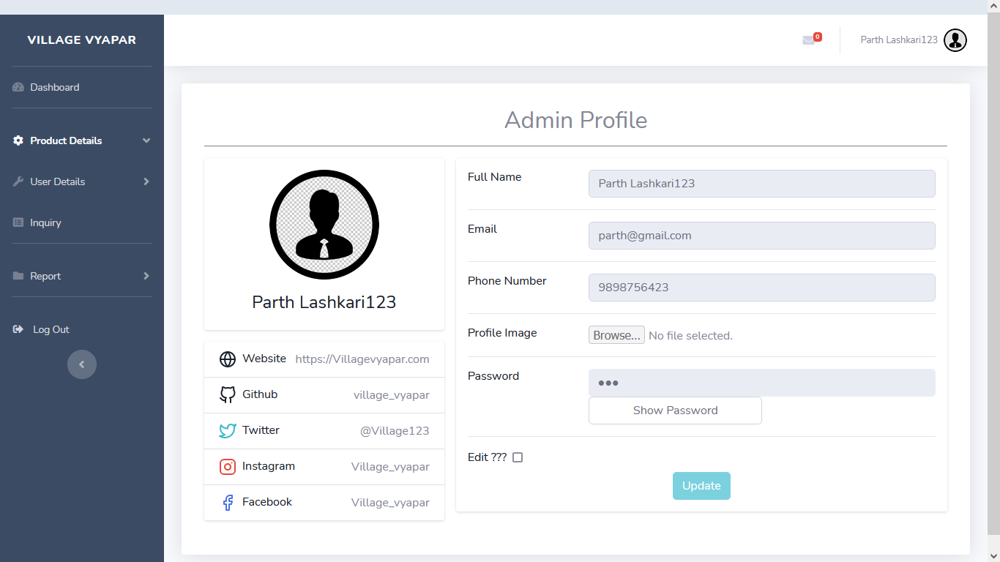 VILLAGE VYAPAR
0
Parth Lashkari123
Dashboard
Product Details
User Details
Inquiry
Report
Log Out
Admin Profile
Parth Lashkari123
Website https://Villagevyapar.com
Github village_vyapar
Twitter @Village123
Instagram Village_vyapar
Facebook Village_vyapar
Full Name Parth Lashkari123
Email parth@gmail.com
Phone Number 9898756423
Profile Image Browse... No file selected.
Password •••
Show Password
Edit ???
Update